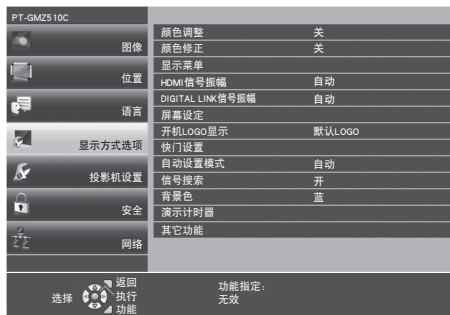 PT-GMZ510C
图像
位置
语言
显示方式选项
投影机设置
安全
网络
颜色调整 关
颜色修正 关
显示菜单
HDMI信号振幅 自动
DIGITAL LINK信号振幅 自动
屏幕设定
开机LOGO显示 默认LOGO
快门设置
自动设置模式 自动
信号搜索 开
背景色 蓝
演示计时器
其它功能
选择
返回
执行
功能
功能指定:
无效